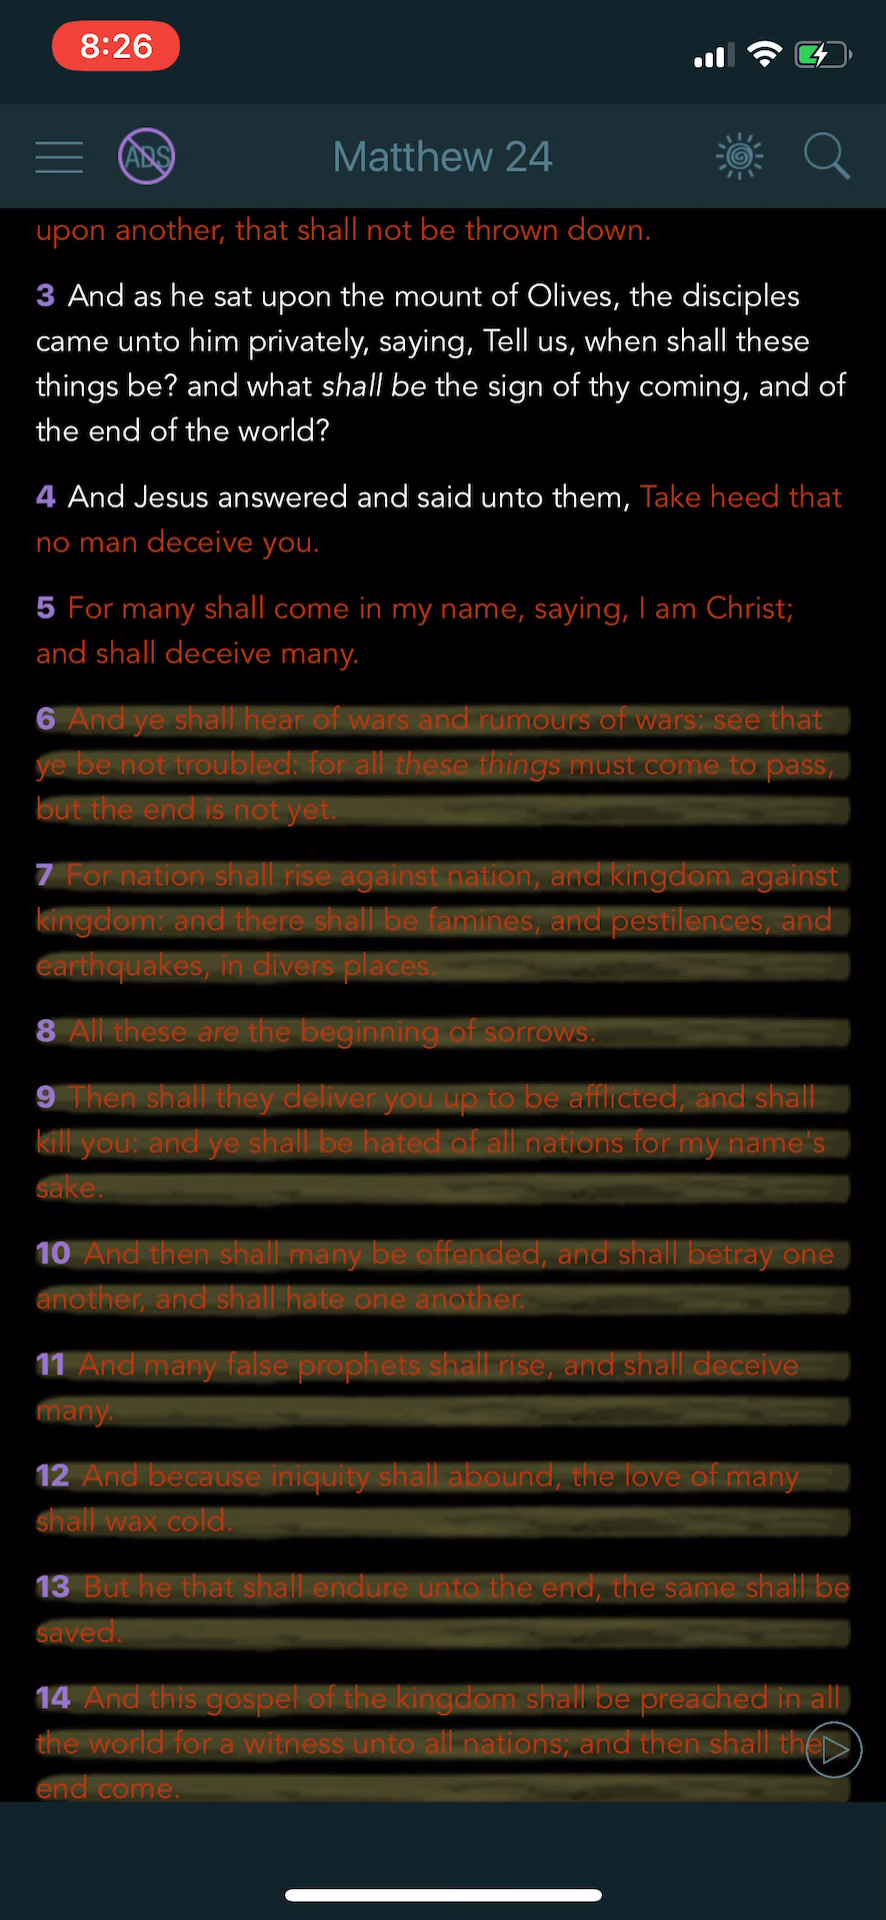 8:26
ADS
Matthew 24
upon another, that shall not be thrown down.
3 And as he sat upon the mount of Olives, the disciples
came unto him privately, saying, Tell us, when shall these
things be? and what shall be the sign of thy coming, and of
the end of the world?
4 And Jesus answered and said unto them, Take heed that
no man deceive you.
5 For many shall come in my name, saying, I am Christ;
and shall deceive many.
6 And ye shall hear of wars and rumours of wars: see that
ye be not troubled: for all these things must come to pass,
but the end is not yet.
7 For nation shall rise against nation, and kingdom against
kingdom: and there shall be famines, and pestilences, and
earthquakes, in divers places.
8 All these are the beginning of sorrows.
9 Then shall they deliver you up to be afflicted, and shall
kill you: and ye shall be hated of all nations for my name's
sake.
10 And then shall many be offended, and shall betray one
another, and shall hate one another.
11 And many false prophets shall rise, and shall deceive
many.
12 And because iniquity shall abound, the love of many
shall wax cold.
13 But he that shall endure unto the end, the same shall be
saved.
14 And this gospel of the kingdom shall be preached in all
the world for a witness unto all nations; and then shall the
end come.